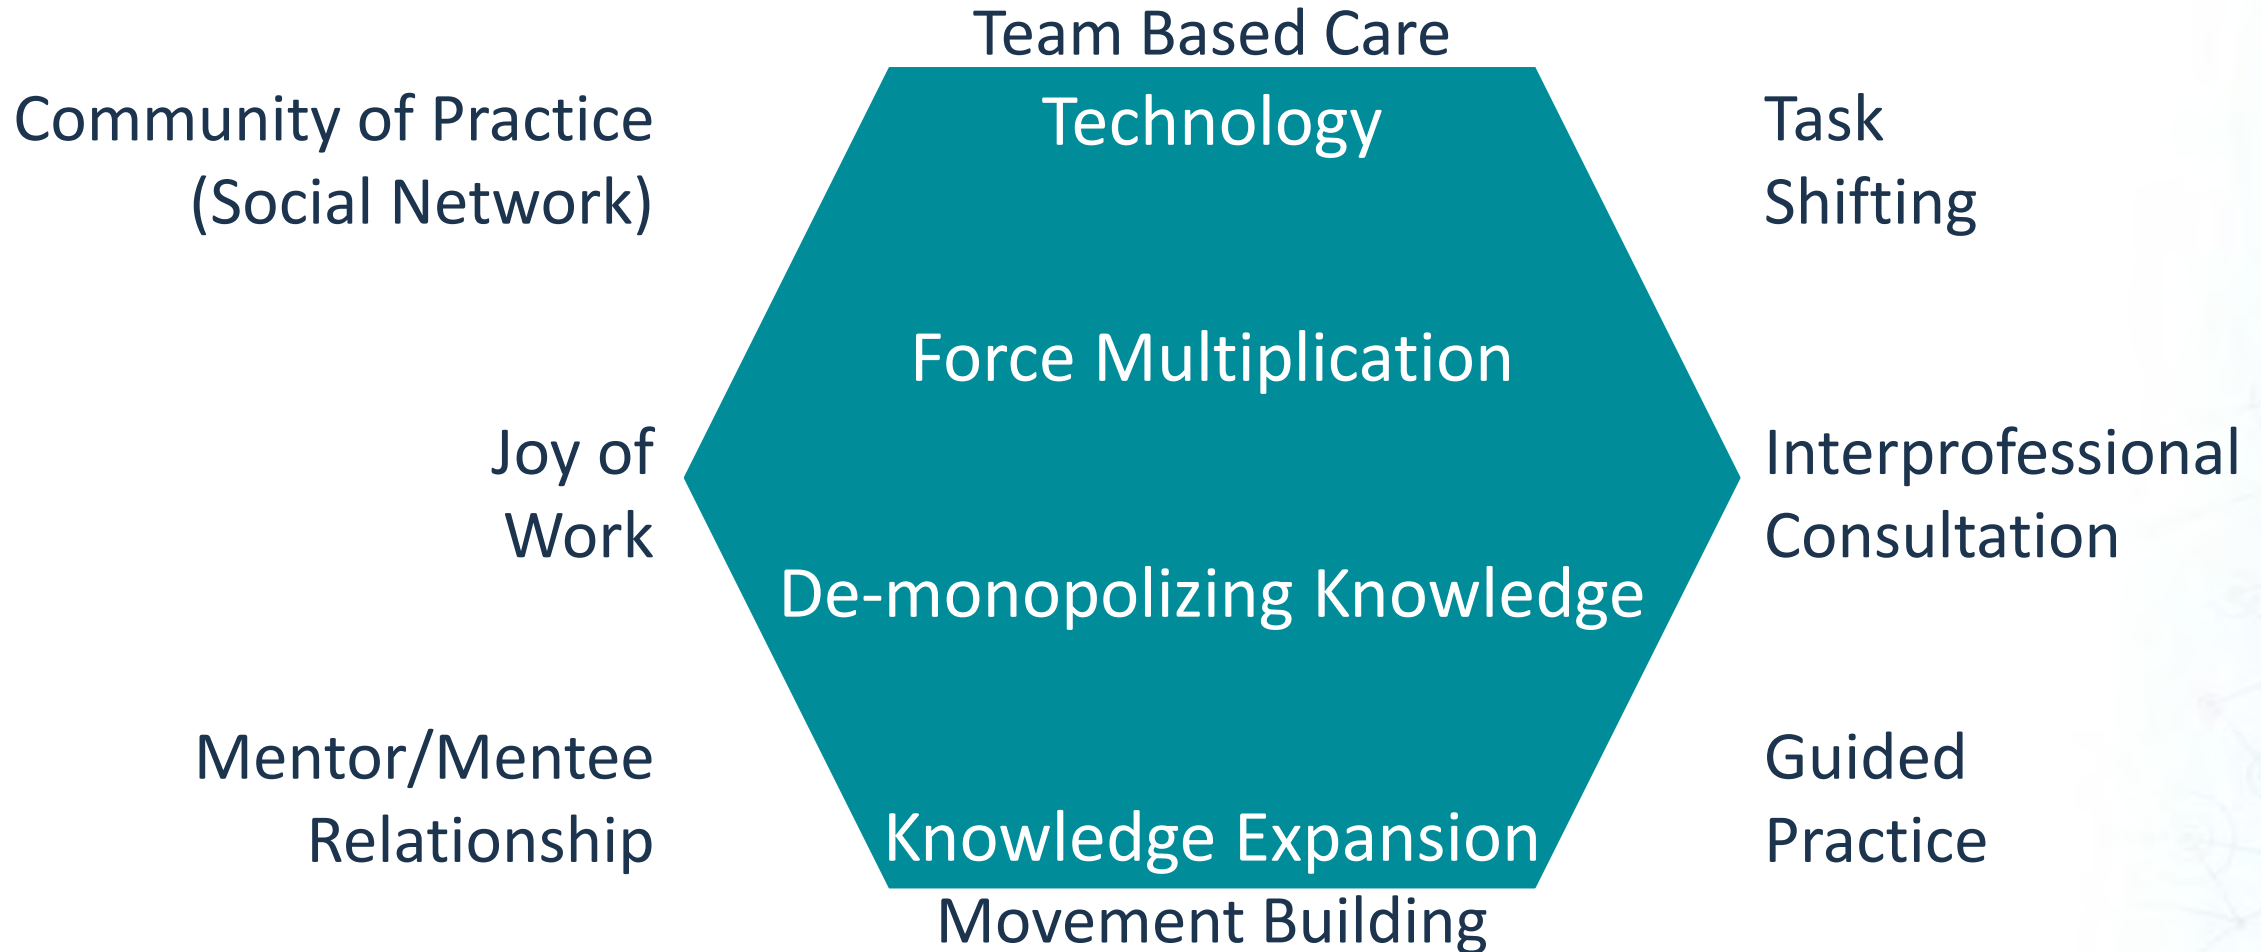 Team Based Care
Community of Practice
(Social Network)
Technology
Task
Shifting
Force Multiplication
Joy of
Work
Interprofessional
Consultation
De-monopolizing Knowledge
Mentor/Mentee
Relationship
Guided
Practice
Knowledge Expansion
Movement Building